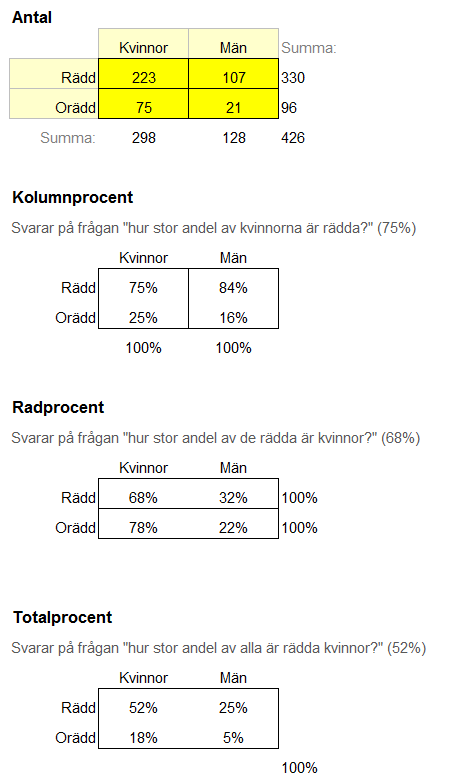 Antal
Kvinnor Män Summa:
Rädd 223 107 330
Orädd 75 21 96
Summa: 298 128 426
Kolumnprocent
Svarar på frågan "hur stor andel av kvinnorna är rädda?" (75%)
Kvinnor Män
Rädd 75% 84%
Orädd 25% 16%
100% 100%
Radprocent
Svarar på frågan "hur stor andel av de rädda är kvinnor?" (68%)
Kvinnor Män
Rädd 68% 32% 100%
Orädd 78% 22% 100%
Totalprocent
Svarar på frågan "hur stor andel av alla är rädda kvinnor?" (52%)
Kvinnor Män
Rädd 52% 25%
Orädd 18% 5%
100%